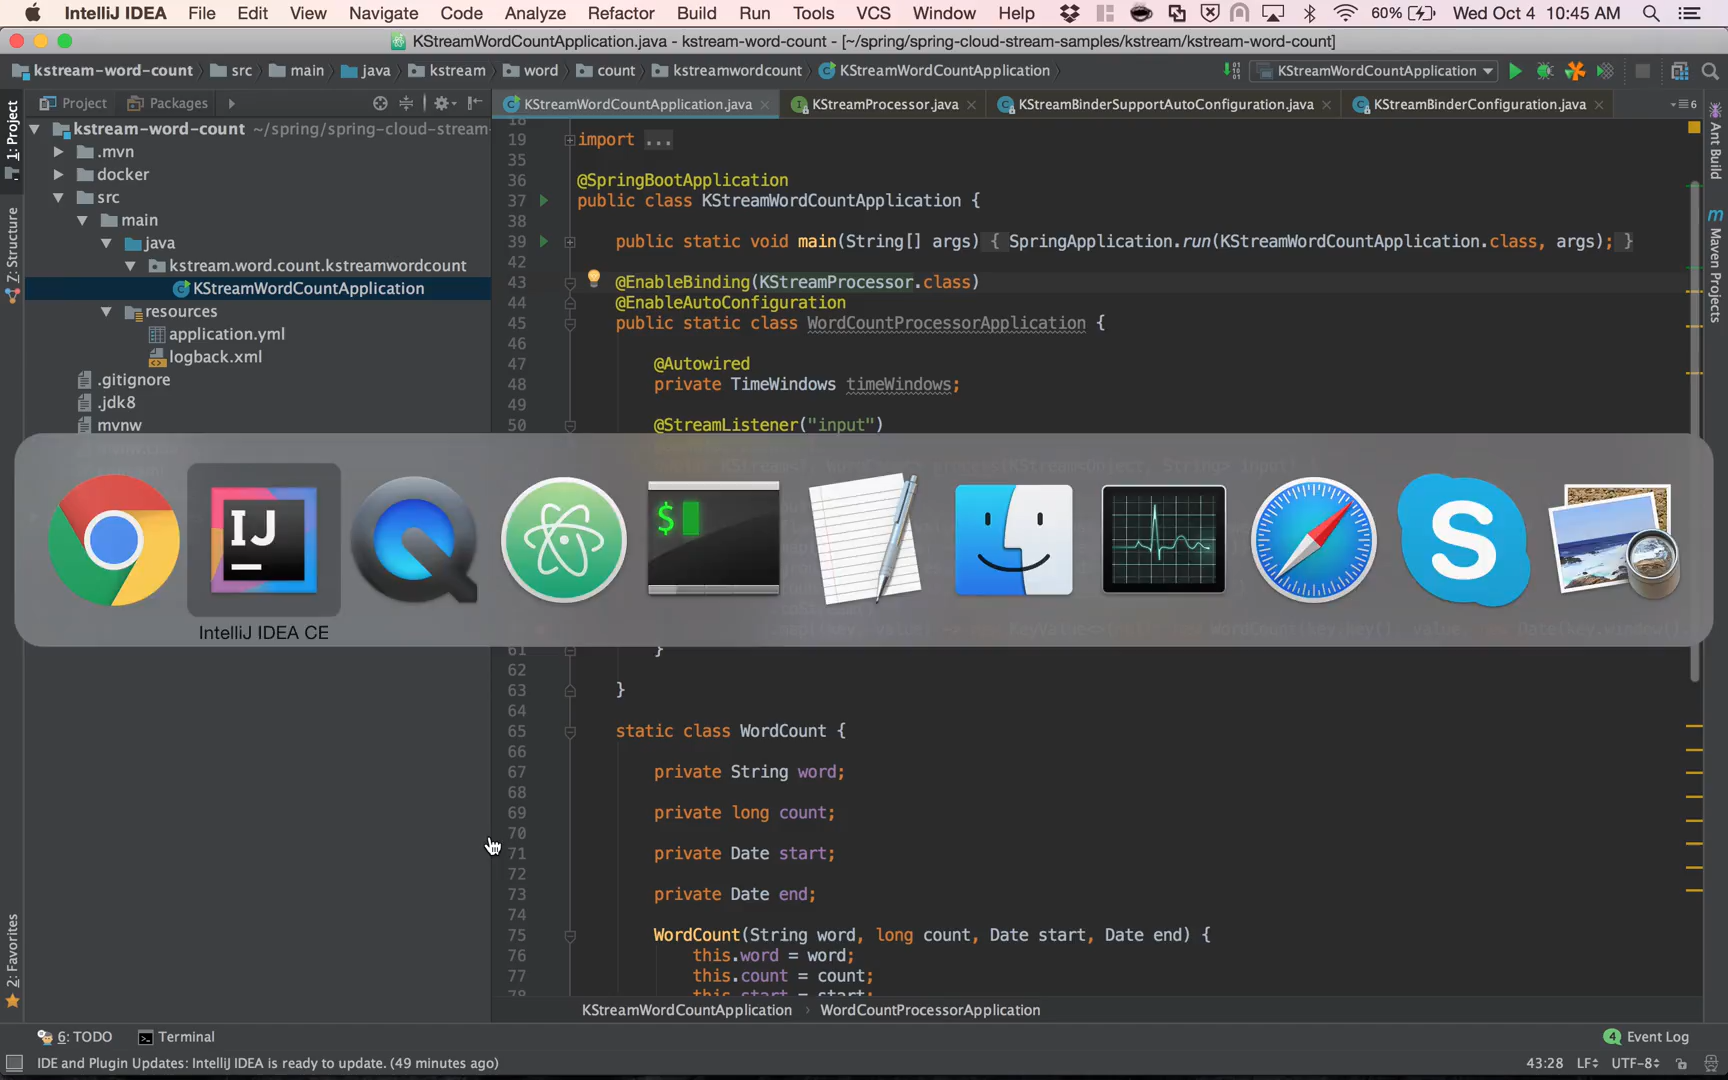 IntelliJ IDEA File Edit View Navigate Code Analyze Refactor Build Run Tools VCS Window Help 60% Wed Oct 4 10:45 AM
KStreamWordCountApplication.java - kstream-word-count - [~/spring/spring-cloud-stream-samples/kstream/kstream-word-count]
kstream-word-count src main java kstream word count kstreamwordcount KStreamWordCountApplication KStreamWordCountApplication
Project Packages KStreamWordCountApplication.java KStreamProcessor.java KStreamBinderSupportAutoConfiguration.java KStreamBinderConfiguration.java 6
1: Project
Z: Structure
2: Favorites
Ant Build
Maven Projects
kstream-word-count ~/spring/spring-cloud-stream-
.mvn
docker
src
main
java
kstream.word.count.kstreamwordcount
KStreamWordCountApplication
resources
application.yml
logback.xml
.gitignore
.jdk8
mvnw
18
19 import ...
35
36 @SpringBootApplication
37 public class KStreamWordCountApplication {
38
39 public static void main(String[] args) { SpringApplication.run(KStreamWordCountApplication.class, args); }
42
43 @EnableBinding(KStreamProcessor.class)
44 @EnableAutoConfiguration
45 public static class WordCountProcessorApplication {
46
47 @Autowired
48 private TimeWindows timeWindows;
49
50 @StreamListener("input")
$
IJ
S
IntelliJ IDEA CE
61 }
62
63 }
64
65 static class WordCount {
66
67 private String word;
68
69 private long count;
70
71 private Date start;
72
73 private Date end;
74
75 WordCount(String word, long count, Date start, Date end) {
76 this.word = word;
77 this.count = count;
78 this.start = start;
KStreamWordCountApplication WordCountProcessorApplication
6: TODO Terminal 4 Event Log
IDE and Plugin Updates: IntelliJ IDEA is ready to update. (49 minutes ago) 43:28 LF UTF-8